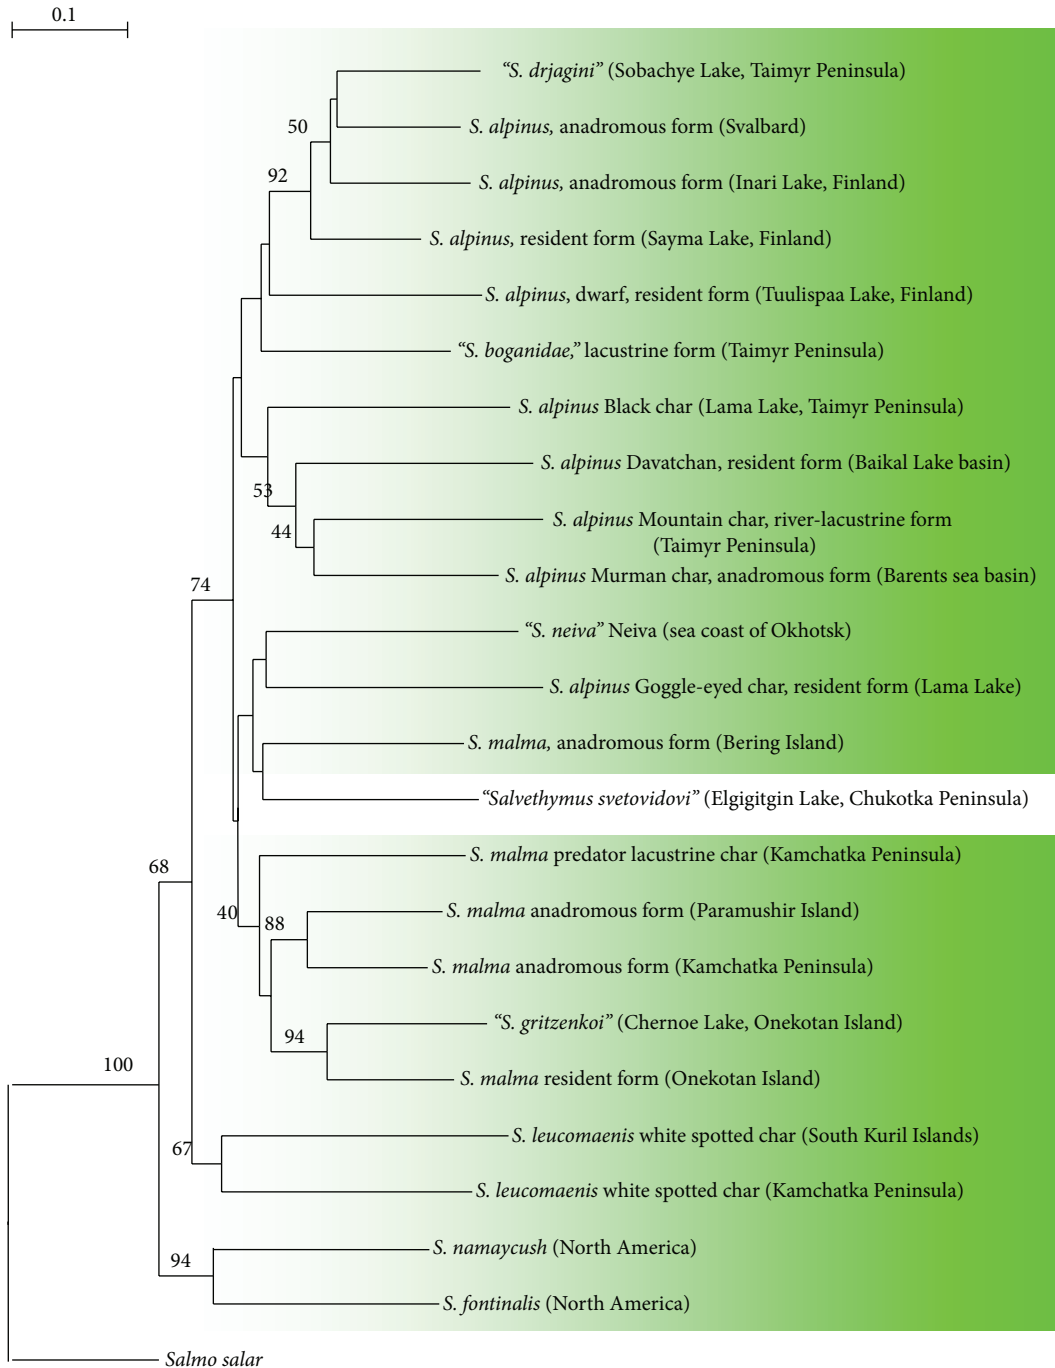 0.1
“S. drjagini” (Sobachye Lake, Taimyr Peninsula)
50
S. alpinus, anadromous form (Svalbard)
92
S. alpinus, anadromous form (Inari Lake, Finland)
S. alpinus, resident form (Sayma Lake, Finland)
S. alpinus, dwarf, resident form (Tuulispaa Lake, Finland)
“S. boganidae,” lacustrine form (Taimyr Peninsula)
S. alpinus Black char (Lama Lake, Taimyr Peninsula)
S. alpinus Davatchan, resident form (Baikal Lake basin)
53
44
S. alpinus Mountain char, river-lacustrine form
(Taimyr Peninsula)
S. alpinus Murman char, anadromous form (Barents sea basin)
74
“S. neiva” Neiva (sea coast of Okhotsk)
S. alpinus Goggle-eyed char, resident form (Lama Lake)
S. malma, anadromous form (Bering Island)
“Salvethymus svetovidovi” (Elgigitgin Lake, Chukotka Peninsula)
68
S. malma predator lacustrine char (Kamchatka Peninsula)
40
88
S. malma anadromous form (Paramushir Island)
S. malma anadromous form (Kamchatka Peninsula)
“S. gritzenkoi” (Chernoe Lake, Onekotan Island)
94
100
S. malma resident form (Onekotan Island)
67
S. leucomaenis white spotted char (South Kuril Islands)
S. leucomaenis white spotted char (Kamchatka Peninsula)
94
S. namaycush (North America)
S. fontinalis (North America)
Salmo salar